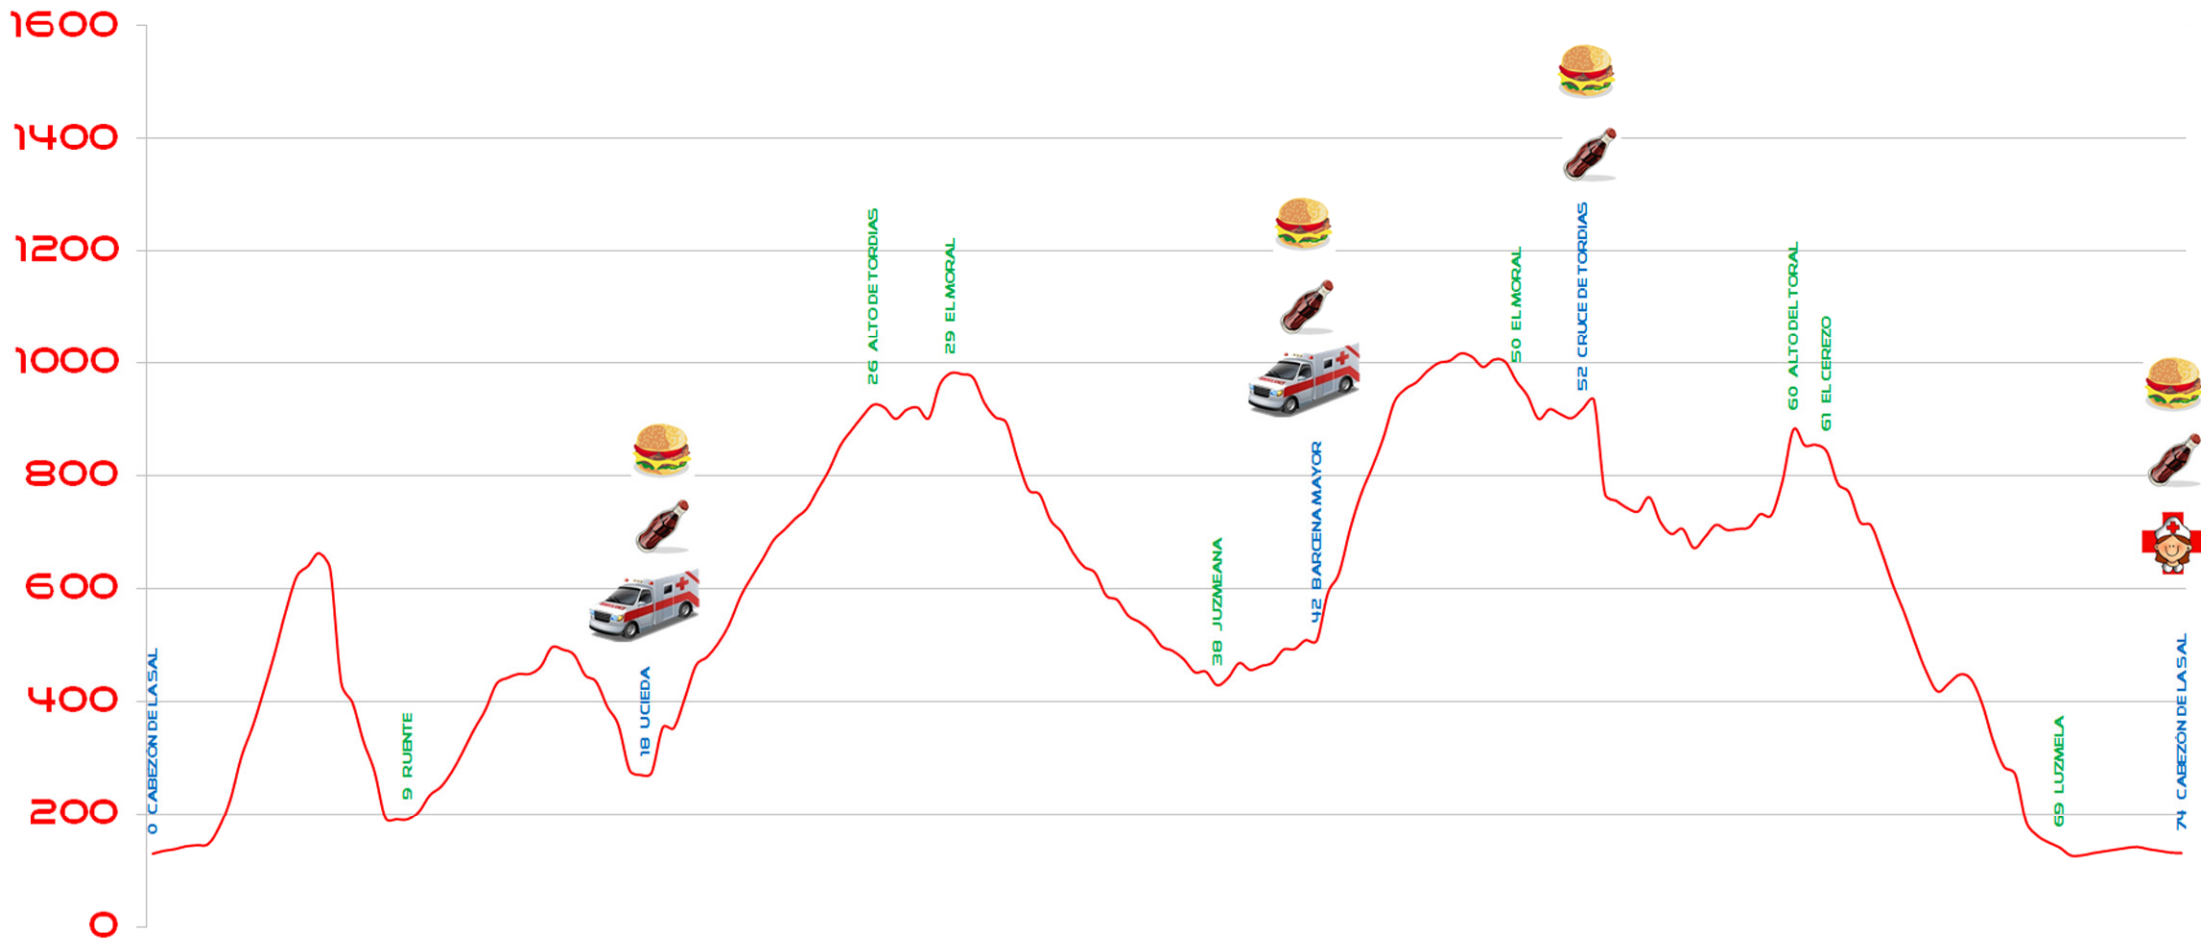 1600
1400
1200
1000
800
600
400
200
0
0 CABEZÓN DE LA SAL
9 RUENTE
18 UCIEDA
26 ALTO DE TORDIAS
29 EL MORAL
38 JUZMEANA
42 BARCENA MAYOR
50 EL MORAL
52 CRUCE DE TORDIAS
60 ALTO DEL TORAL
61 EL CEREZO
69 LUZMELA
74 CABEZÓN DE LA SAL